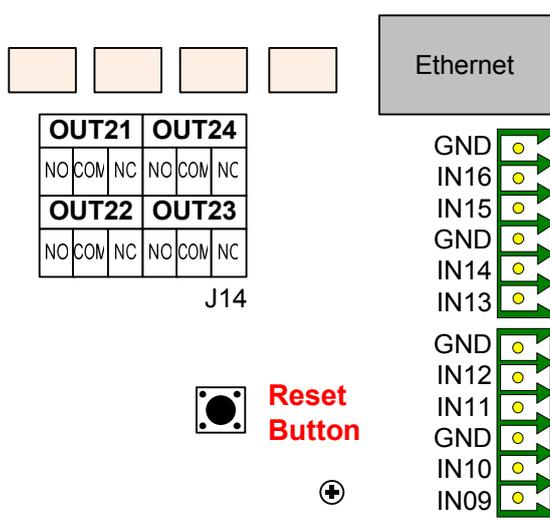 Ethernet
OUT21 OUT24
NO COM NC NO COM NC
OUT22 OUT23
NO COM NC NO COM NC
J14
GND
IN16
IN15
GND
IN14
IN13
GND
IN12
IN11
GND
IN10
IN09
Reset
Button